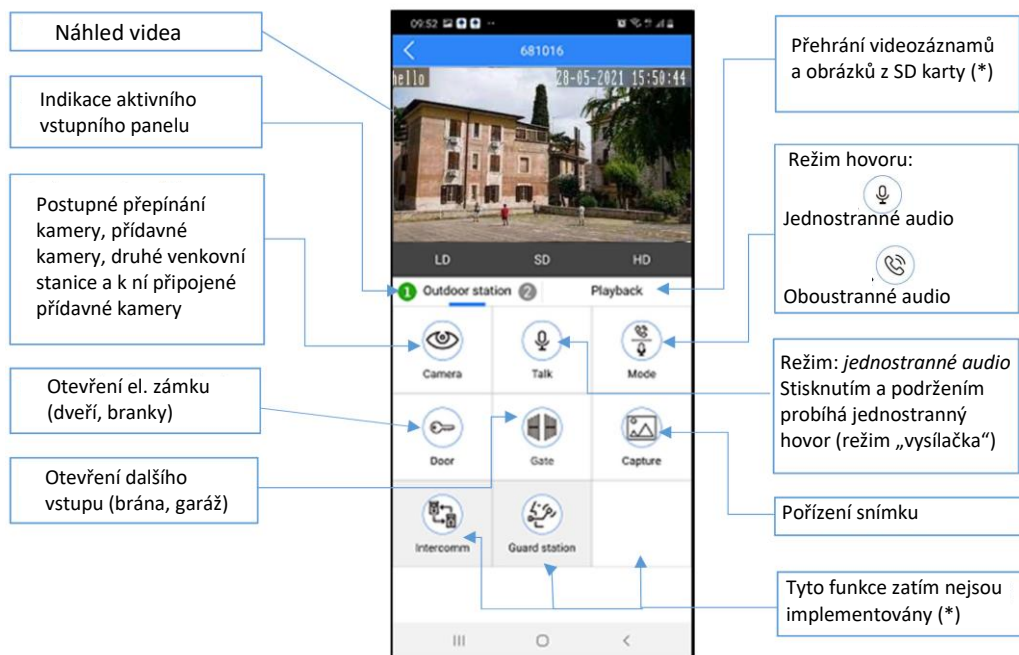 Náhled videa
Indikace aktivního
vstupního panelu
Postupné přepínání
kamery, přídavné
kamery, druhé venkovní
stanice a k ní připojené
přídavné kamery
Otevření el. zámku
(dveří, branky)
Otevření dalšího
vstupu (brána, garáž)
09:52
681016
hello
28-05-2021 15:50:44
LD SD HD
1 Outdoor station 2 Playback
Camera Talk Mode
Door Gate Capture
Intercomm Guard station
Přehrání videozáznamů
a obrázků z SD karty (*)
Režim hovoru:
Jednostranné audio
Oboustranné audio
Režim: jednostranné audio
Stisknutím a podržením
probíhá jednostranný
hovor (režim „vysílačka“)
Pořízení snímku
Tyto funkce zatím nejsou
implementovány (*)